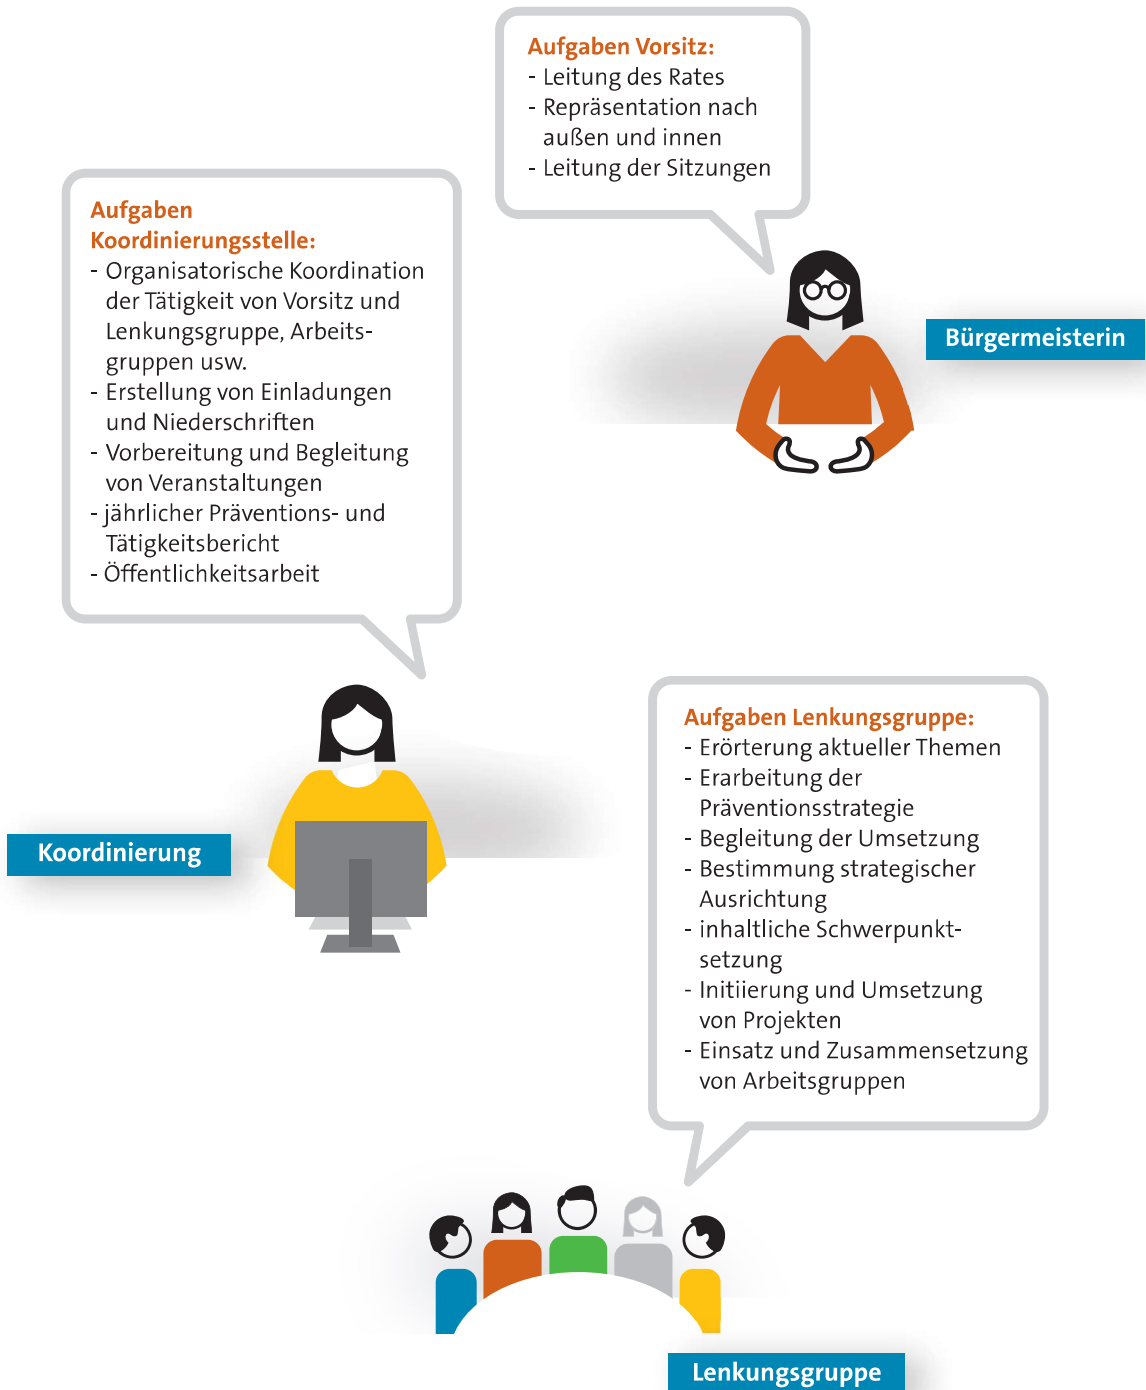 Aufgaben Vorsitz:
- Leitung des Rates
- Repräsentation nach
außen und innen
- Leitung der Sitzungen
Bürgermeisterin
Aufgaben
Koordinierungsstelle:
- Organisatorische Koordination
der Tätigkeit von Vorsitz und
Lenkungsgruppe, Arbeits-
gruppen usw.
- Erstellung von Einladungen
und Niederschriften
- Vorbereitung und Begleitung
von Veranstaltungen
- jährlicher Präventions- und
Tätigkeitsbericht
- Öffentlichkeitsarbeit
Koordinierung
Aufgaben Lenkungsgruppe:
- Erörterung aktueller Themen
- Erarbeitung der
Präventionsstrategie
- Begleitung der Umsetzung
- Bestimmung strategischer
Ausrichtung
- inhaltliche Schwerpunkt-
setzung
- Initiierung und Umsetzung
von Projekten
- Einsatz und Zusammensetzung
von Arbeitsgruppen
Lenkungsgruppe